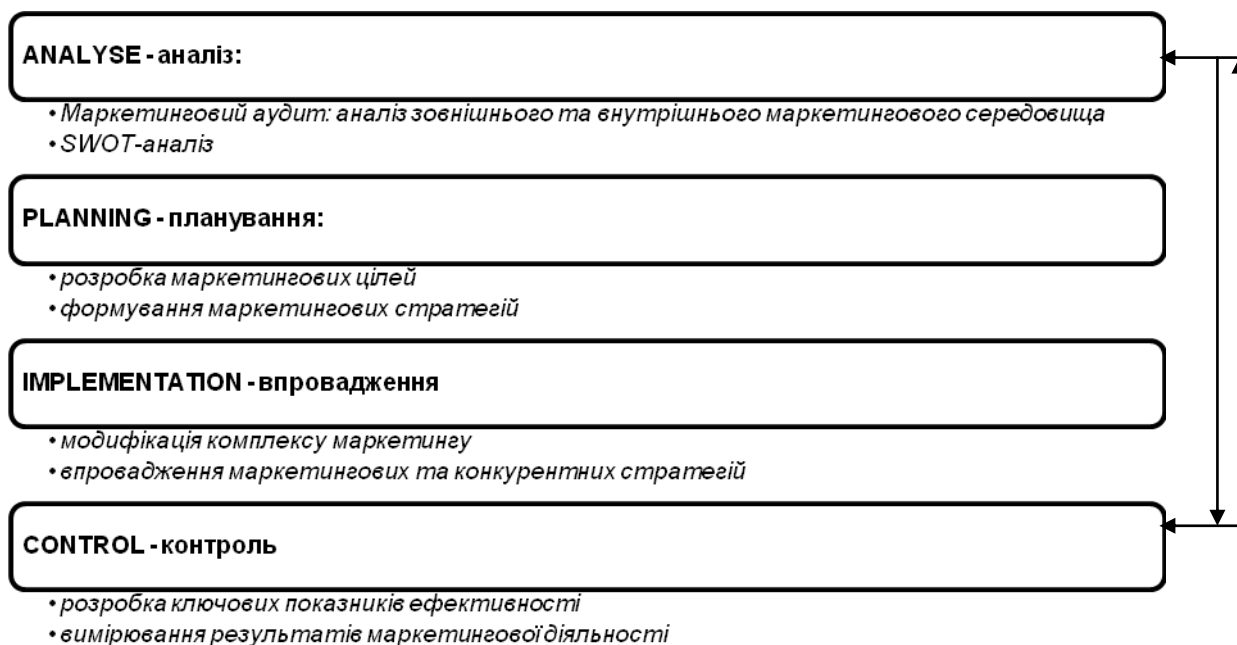 ANALYSE - аналіз:
• Маркетинговий аудит: аналіз зовнішнього та внутрішнього маркетингового середовища
• SWOT-аналіз
PLANNING - планування:
• розробка маркетингових цілей
• формування маркетингових стратегій
IMPLEMENTATION - впровадження
• модифікація комплексу маркетингу
• впровадження маркетингових та конкурентних стратегій
CONTROL - контроль
• розробка ключових показників ефективності
• вимірювання результатів маркетингової діяльності